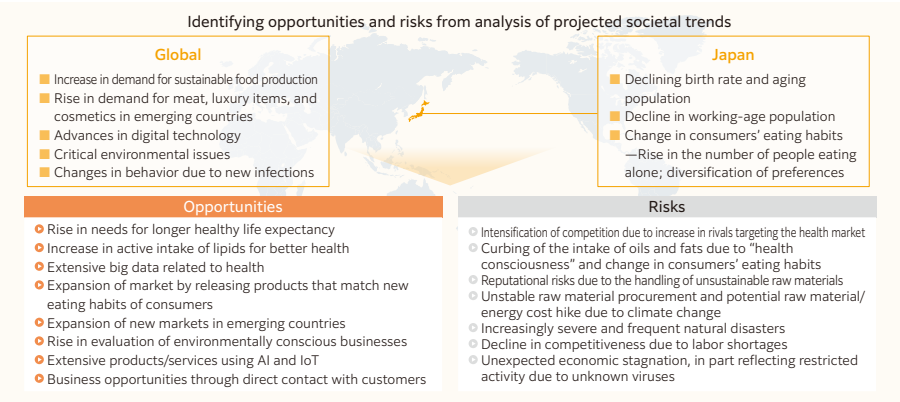 Identifying opportunities and risks from analysis of projected societal trends
Global
Increase in demand for sustainable food production
Rise in demand for meat, luxury items, and
cosmetics in emerging countries
Advances in digital technology
Critical environmental issues
Changes in behavior due to new infections
Japan
Declining birth rate and aging
population
Decline in working-age population
Change in consumers’ eating habits
—Rise in the number of people eating
alone; diversification of preferences
Opportunities
Rise in needs for longer healthy life expectancy
Increase in active intake of lipids for better health
Extensive big data related to health
Expansion of market by releasing products that match new
eating habits of consumers
Expansion of new markets in emerging countries
Rise in evaluation of environmentally conscious businesses
Extensive products/services using AI and IoT
Business opportunities through direct contact with customers
Risks
Intensification of competition due to increase in rivals targeting the health market
Curbing of the intake of oils and fats due to “health
consciousness” and change in consumers’ eating habits
Reputational risks due to the handling of unsustainable raw materials
Unstable raw material procurement and potential raw material/
energy cost hike due to climate change
Increasingly severe and frequent natural disasters
Decline in competitiveness due to labor shortages
Unexpected economic stagnation, in part reflecting restricted
activity due to unknown viruses